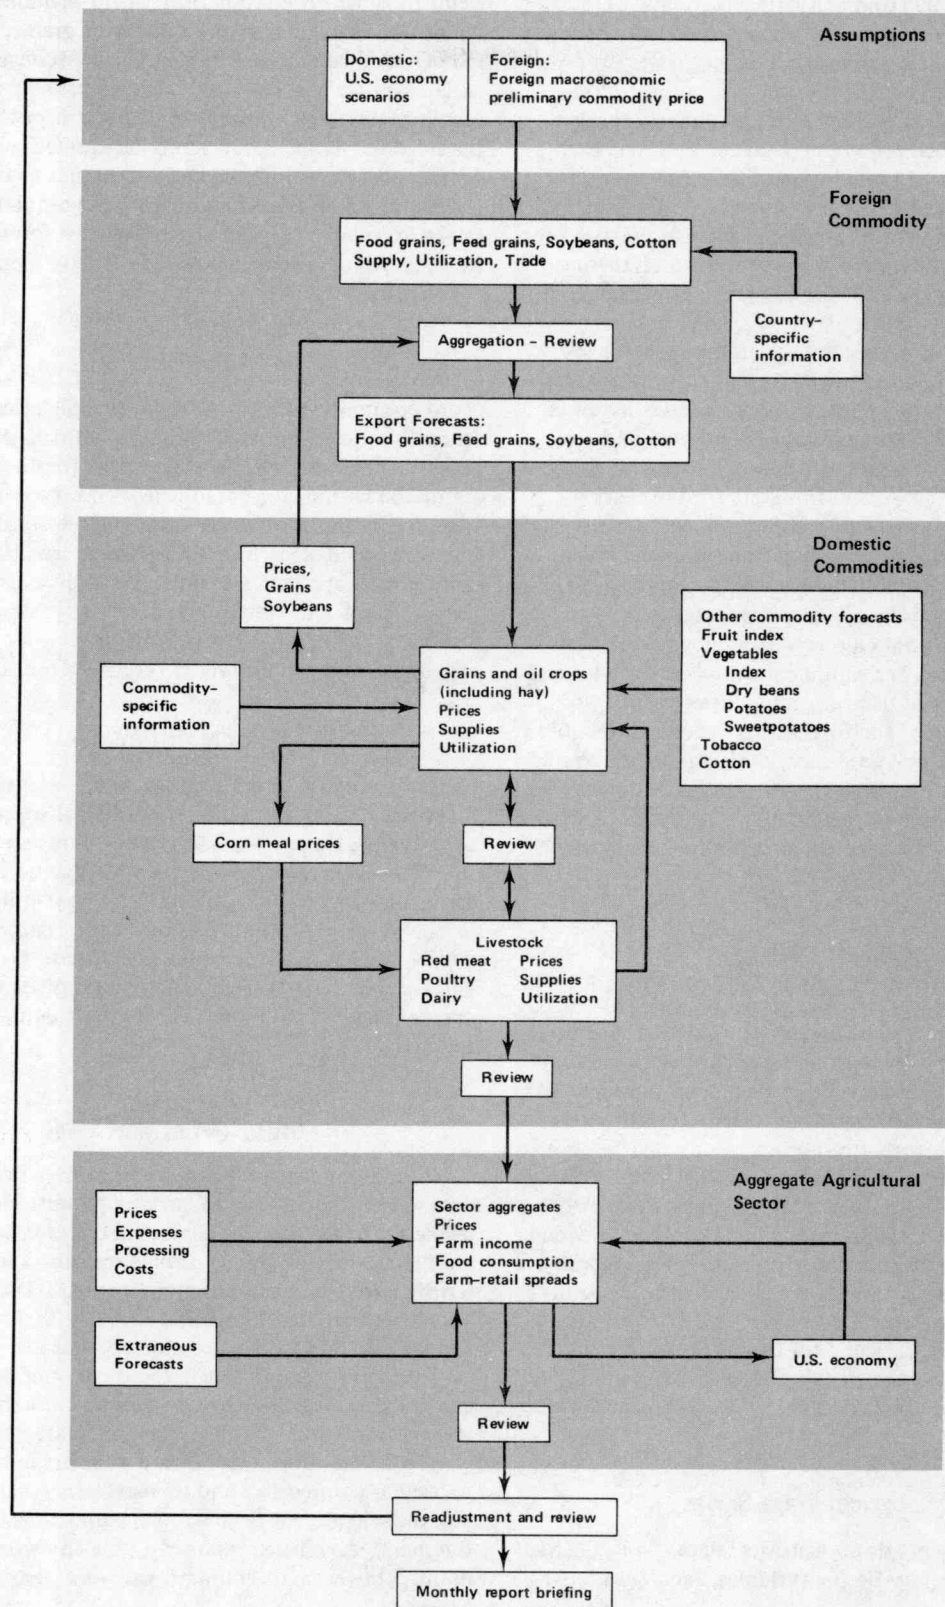 Assumptions
Domestic:
U.S. economy
scenarios
Foreign:
Foreign macroeconomic
preliminary commodity price
Foreign
Commodity
Food grains, Feed grains, Soybeans, Cotton
Supply, Utilization, Trade
Country–
specific
information
Aggregation – Review
Export Forecasts:
Food grains, Feed grains, Soybeans, Cotton
Domestic
Commodities
Prices,
Grains
Soybeans
Other commodity forecasts
Fruit index
Vegetables
Index
Dry beans
Potatoes
Sweetpotatoes
Tobacco
Cotton
Commodity–
specific
information
Grains and oil crops
(including hay)
Prices
Supplies
Utilization
Corn meal prices
Review
Livestock
Red meat Prices
Poultry Supplies
Dairy Utilization
Review
Aggregate Agricultural
Sector
Prices
Expenses
Processing
Costs
Sector aggregates
Prices
Farm income
Food consumption
Farm–retail spreads
Extraneous
Forecasts
U.S. economy
Review
Readjustment and review
Monthly report briefing